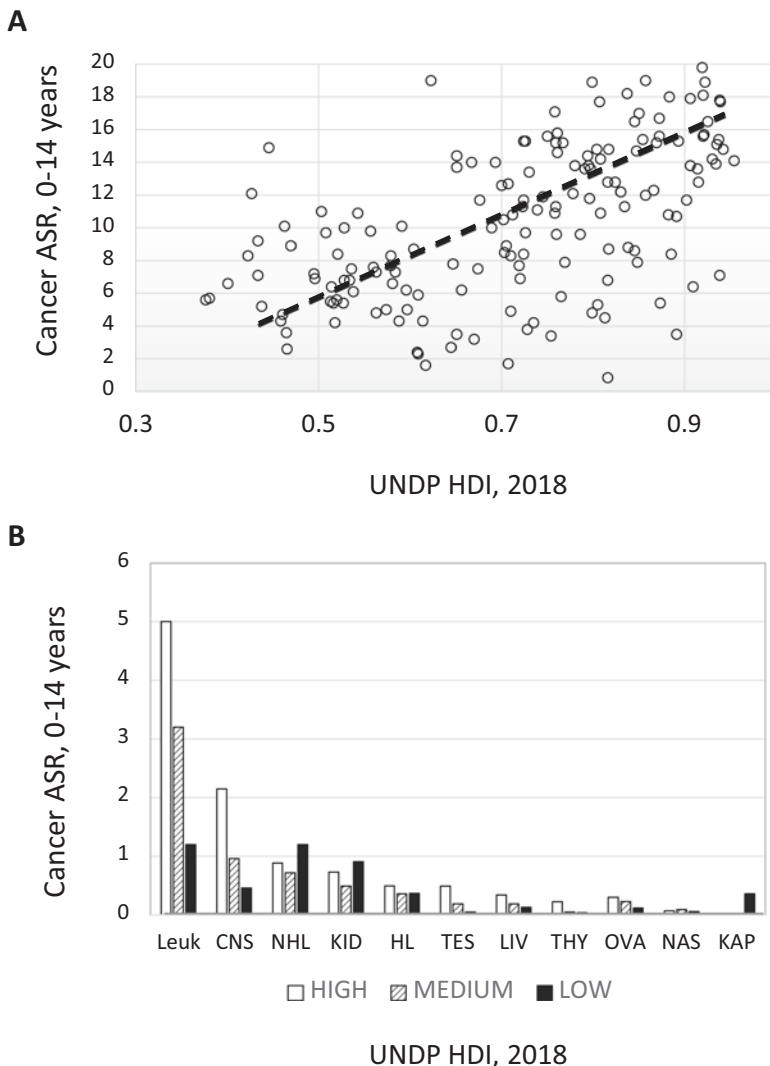 A
Cancer ASR, 0-14 years
20
18
16
14
12
10
8
6
4
2
0
0.3 0.5 0.7 0.9
UNDP HDI, 2018
B
Cancer ASR, 0-14 years
6
5
4
3
2
1
0
Leuk CNS NHL KID HL TES LIV THY OVA NAS KAP
HIGH MEDIUM LOW
UNDP HDI, 2018